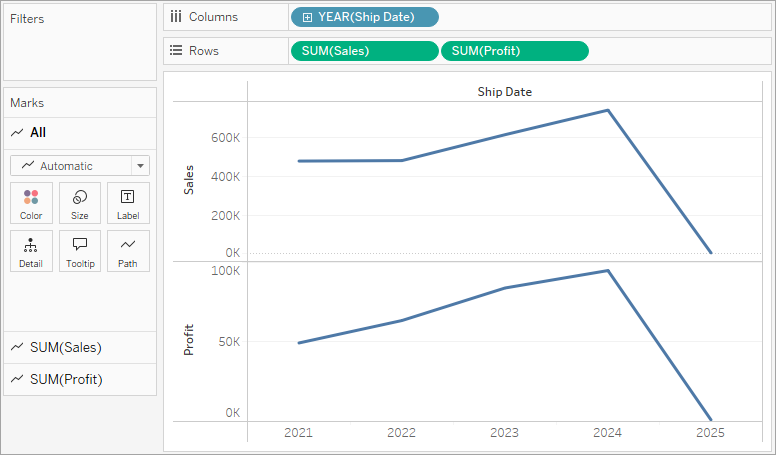 Filters
Columns
YEAR(Ship Date)
Rows
SUM(Sales) SUM(Profit)
Marks
All
Automatic
Color Size Label
Detail Tooltip Path
SUM(Sales)
SUM(Profit)
Ship Date
Sales
600K
400K
200K
0K
Profit
100K
50K
0K
2021 2022 2023 2024 2025